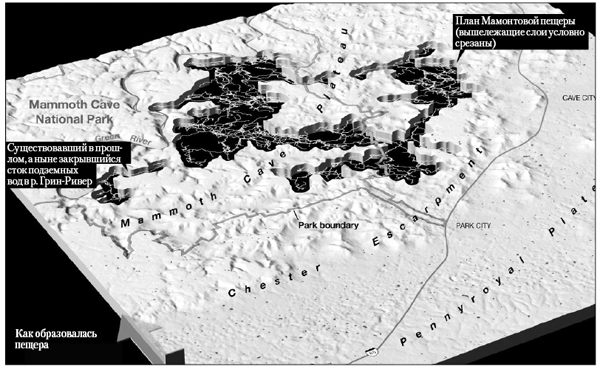 План Мамонтовой пещеры
(вышележащие слои условно
срезаны)
Plateau
CAVE CITY
Mammoth Cave
National Park
Green River
Существовавший в прош-
лом, а ныне закрывшийся
сток подземных
вод в р. Грин-Ривер
Mammoth Cave
Park boundary
PARK CITY
Chester Escarpment
Pennyroyal Plate
Как образовалась
пещера